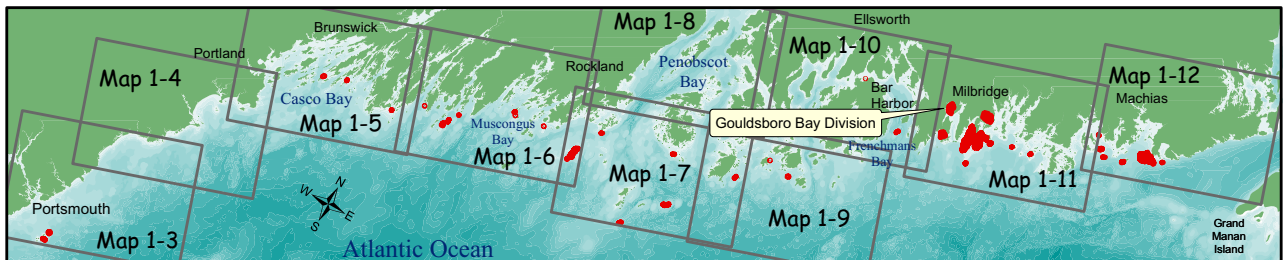 Map 1-8
Ellsworth
Brunswick
Map 1-10
Portland
Map 1-4
Rockland
Penobscot
Bay
Map 1-12
Bar
Harbor
Milbridge
Machias
Casco Bay
Map 1-5
Gouldsboro Bay Division
Muscongus
Bay
Map 1-6
Frenchmans
Bay
Map 1-7
Map 1-11
N
W
E
S
Portsmouth
Map 1-9
Map 1-3
Atlantic Ocean
Grand
Manan
Island